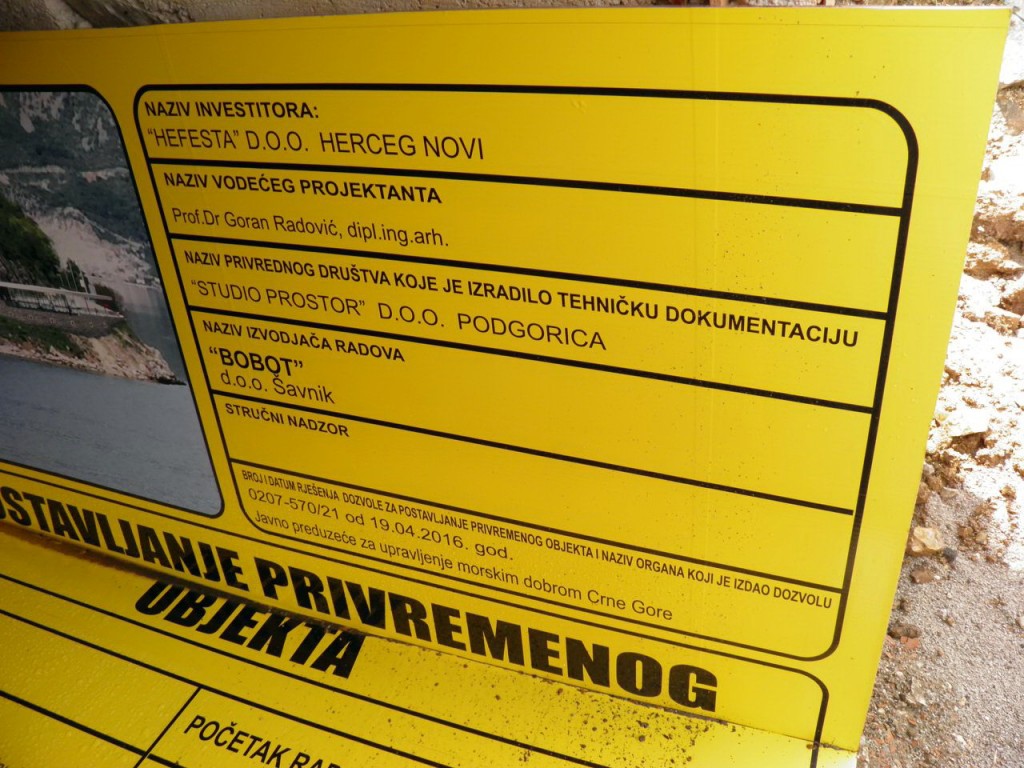 NAZIV INVESTITORA:
“HEFESTA” D.O.O. HERCEG NOVI
NAZIV VODEĆEG PROJEKTANTA
Prof.Dr Goran Radović, dipl.ing.arh.
NAZIV PRIVREDNOG DRUŠTVA KOJE JE IZRADILO TEHNIČKU DOKUMENTACIJU
“STUDIO PROSTOR” D.O.O. PODGORICA
NAZIV IZVODJAČA RADOVA
“BOBOT”
d.o.o. Šavnik
STRUČNI NADZOR
BROJ I DATUM RJEŠENJA DOZVOLE ZA POSTAVLJANJE PRIVREMENOG OBJEKTA I NAZIV ORGANA KOJI JE IZDAO DOZVOLU
0207-570/21 od 19.04.2016. god.
Javno preduzeće za upravljenje morskim dobrom Crne Gore
OSTAVLJANJE PRIVREMENOG
OBJEKTA
POČETAK RAD